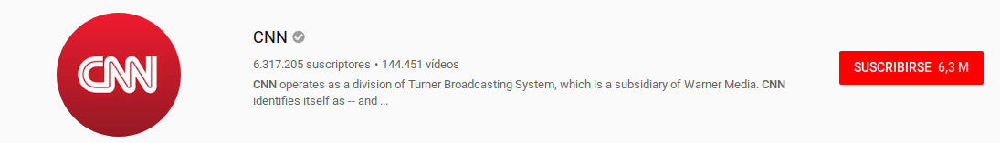 CNN
CNN
6.317.205 suscriptores • 144.451 vídeos
CNN operates as a division of Turner Broadcasting System, which is a subsidiary of Warner Media. CNN
identifies itself as -- and ...
SUSCRIBIRSE 6,3 M